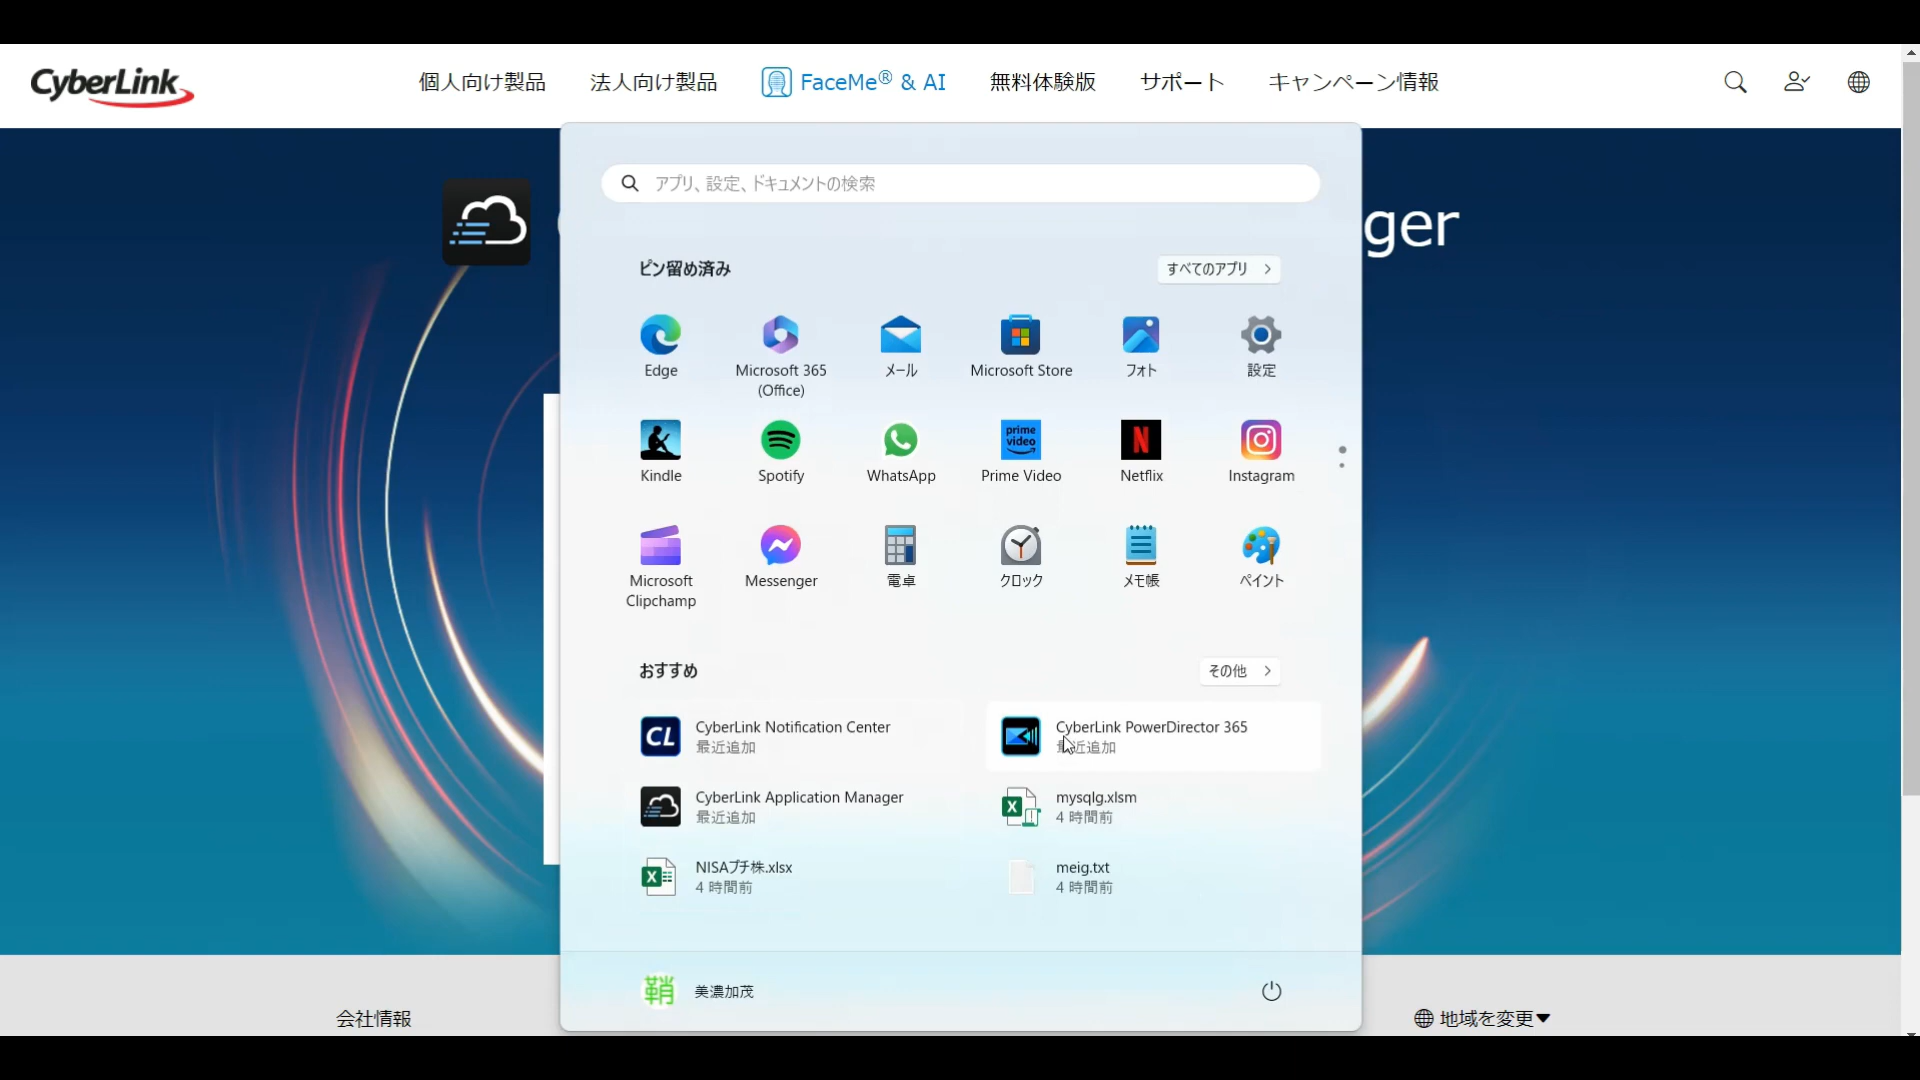 CyberLink
個人向け製品
法人向け製品
FaceMe® & AI
無料体験版
サポート
キャンペーン情報
アプリ、設定、ドキュメントの検索
ger
ピン留め済み
すべてのアプリ
Edge
Microsoft 365
(Office)
メール
Microsoft Store
フォト
設定
Kindle
Spotify
WhatsApp
prime
video
Prime Video
Netflix
Instagram
Microsoft
Clipchamp
Messenger
電卓
クロック
メモ帳
ペイント
おすすめ
その他
CL
CyberLink Notification Center
最近追加
CyberLink PowerDirector 365
最近追加
CyberLink Application Manager
最近追加
mysqlg.xlsm
4 時間前
NISAプチ株.xlsx
4 時間前
meig.txt
4 時間前
鞘
美濃加茂
会社情報
地域を変更